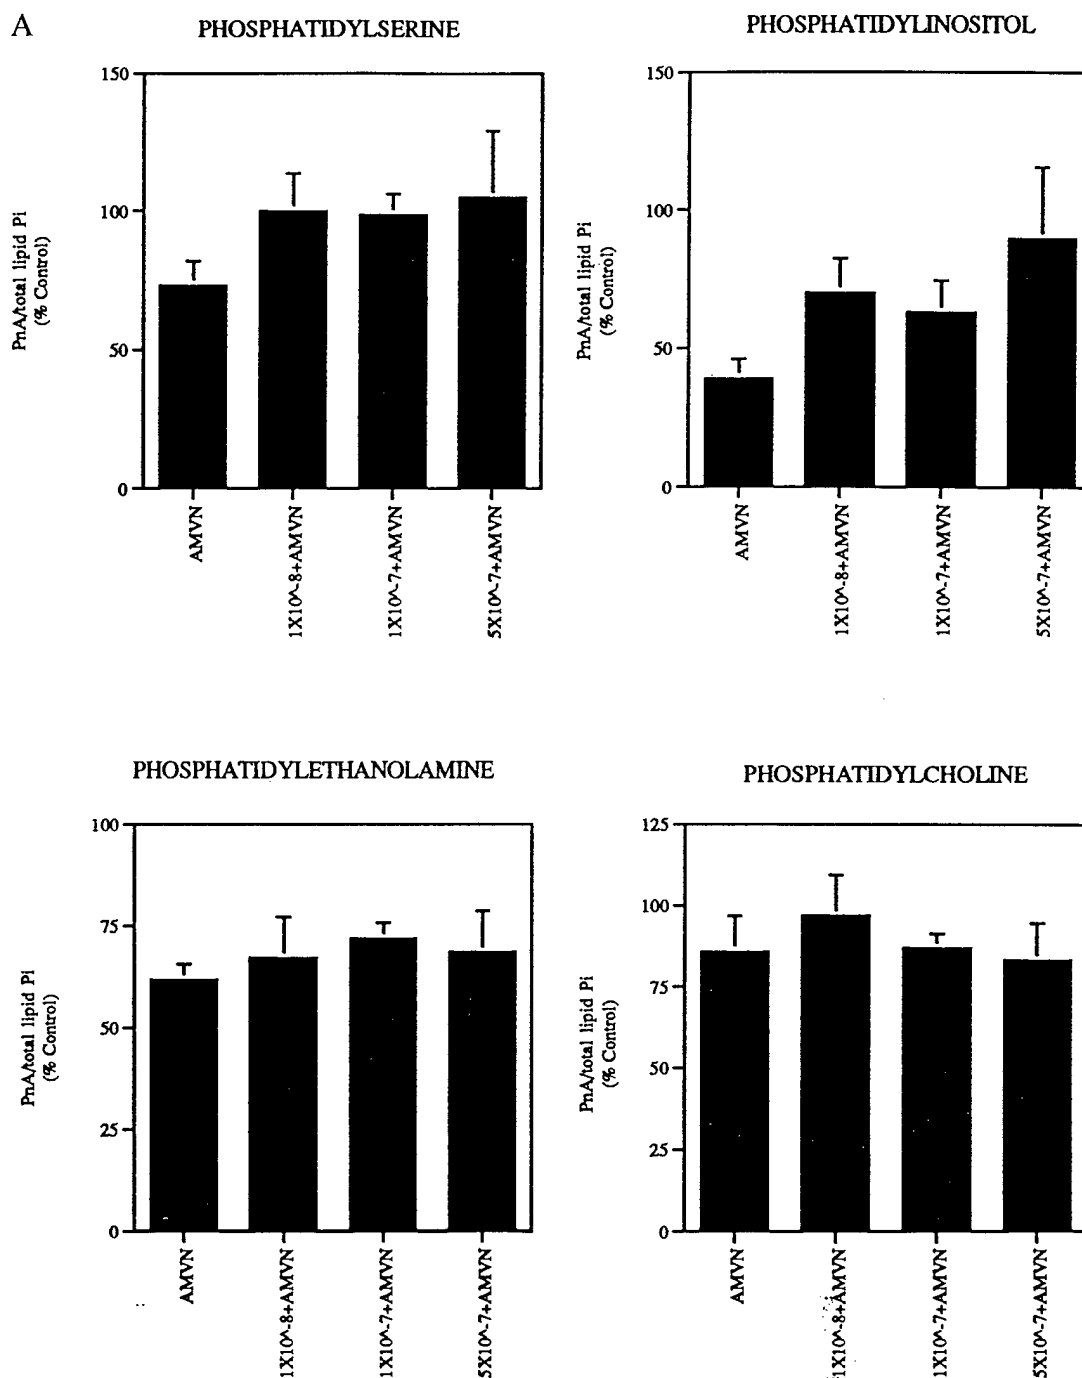 A
PHOSPHATIDYLSERINE
PnA/total lipid Pi
(% Control)
150
100
50
0
AMVN
1X10^-8+AMVN
1X10^-7+AMVN
5X10^-7+AMVN
PHOSPHATIDYLINOSITOL
PnA/total lipid Pi
(% Control)
150
100
50
0
AMVN
1X10^-8+AMVN
1X10^-7+AMVN
5X10^-7+AMVN
PHOSPHATIDYLETHANOLAMINE
PnA/total lipid Pi
(% Control)
100
75
50
25
0
AMVN
1X10^-8+AMVN
1X10^-7+AMVN
5X10^-7+AMVN
PHOSPHATIDYLCHOLINE
PnA/total lipid Pi
(% Control)
125
100
75
50
25
0
AMVN
1X10^-8+AMVN
1X10^-7+AMVN
5X10^-7+AMVN